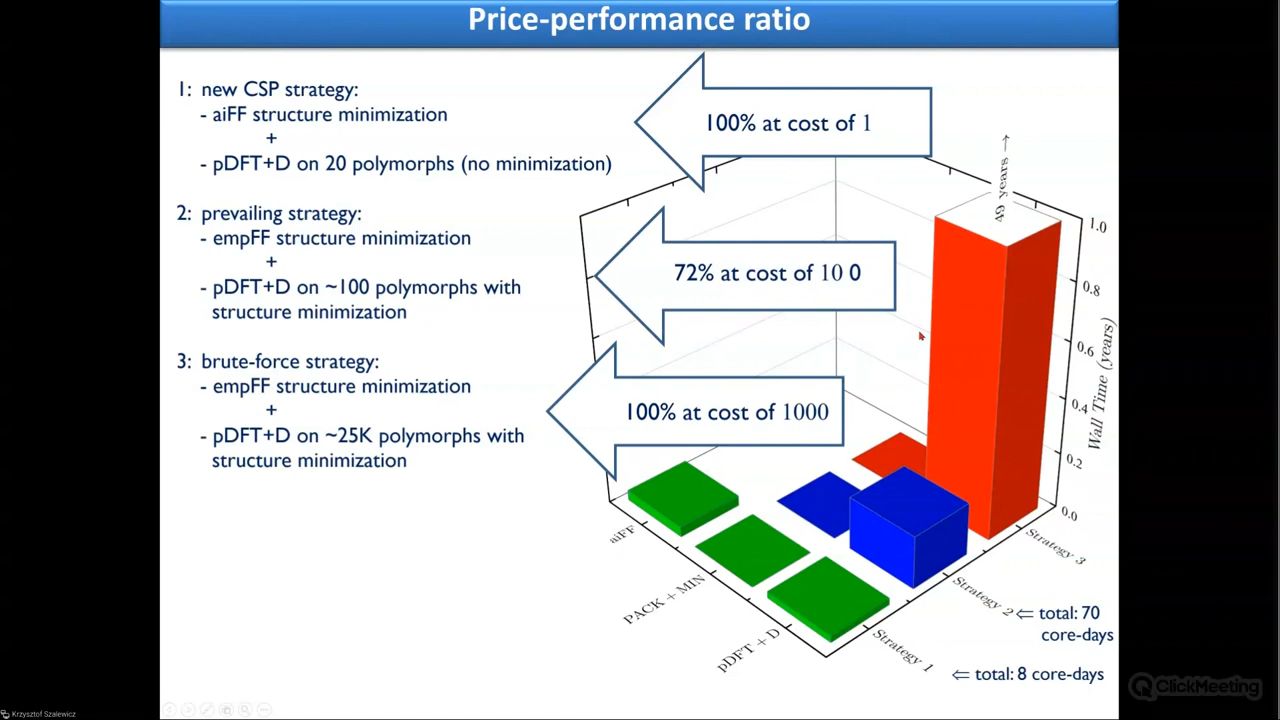 Price-performance ratio
1: new CSP strategy:
- aiFF structure minimization
+
- pDFT+D on 20 polymorphs (no minimization)
100% at cost of 1
2: prevailing strategy:
- empFF structure minimization
+
- pDFT+D on ~100 polymorphs with
structure minimization
72% at cost of 10 0
3: brute-force strategy:
- empFF structure minimization
+
- pDFT+D on ~25K polymorphs with
structure minimization
100% at cost of 1000
49 years →
1.0
0.8
0.6
0.4
0.2
0.0
Wall Time (years)
aiFF
PACK + MIN
pDFT + D
Strategy 1
Strategy 2
Strategy 3
⇐ total: 70
core-days
⇐ total: 8 core-days
ClickMeeting
Krzysztof Szalewicz